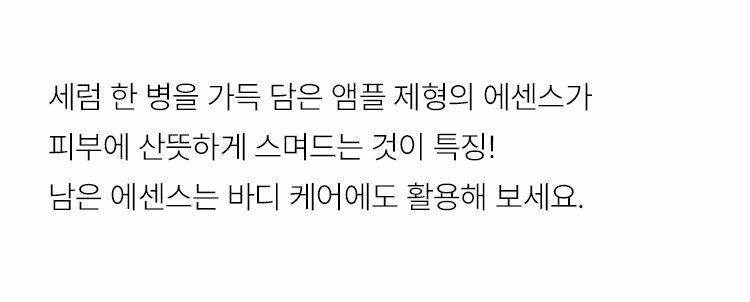 세럼 한 병을 가득 담은 앰플 제형의 에센스가
피부에 산뜻하게 스며드는 것이 특징!
남은 에센스는 바디 케어에도 활용해 보세요.